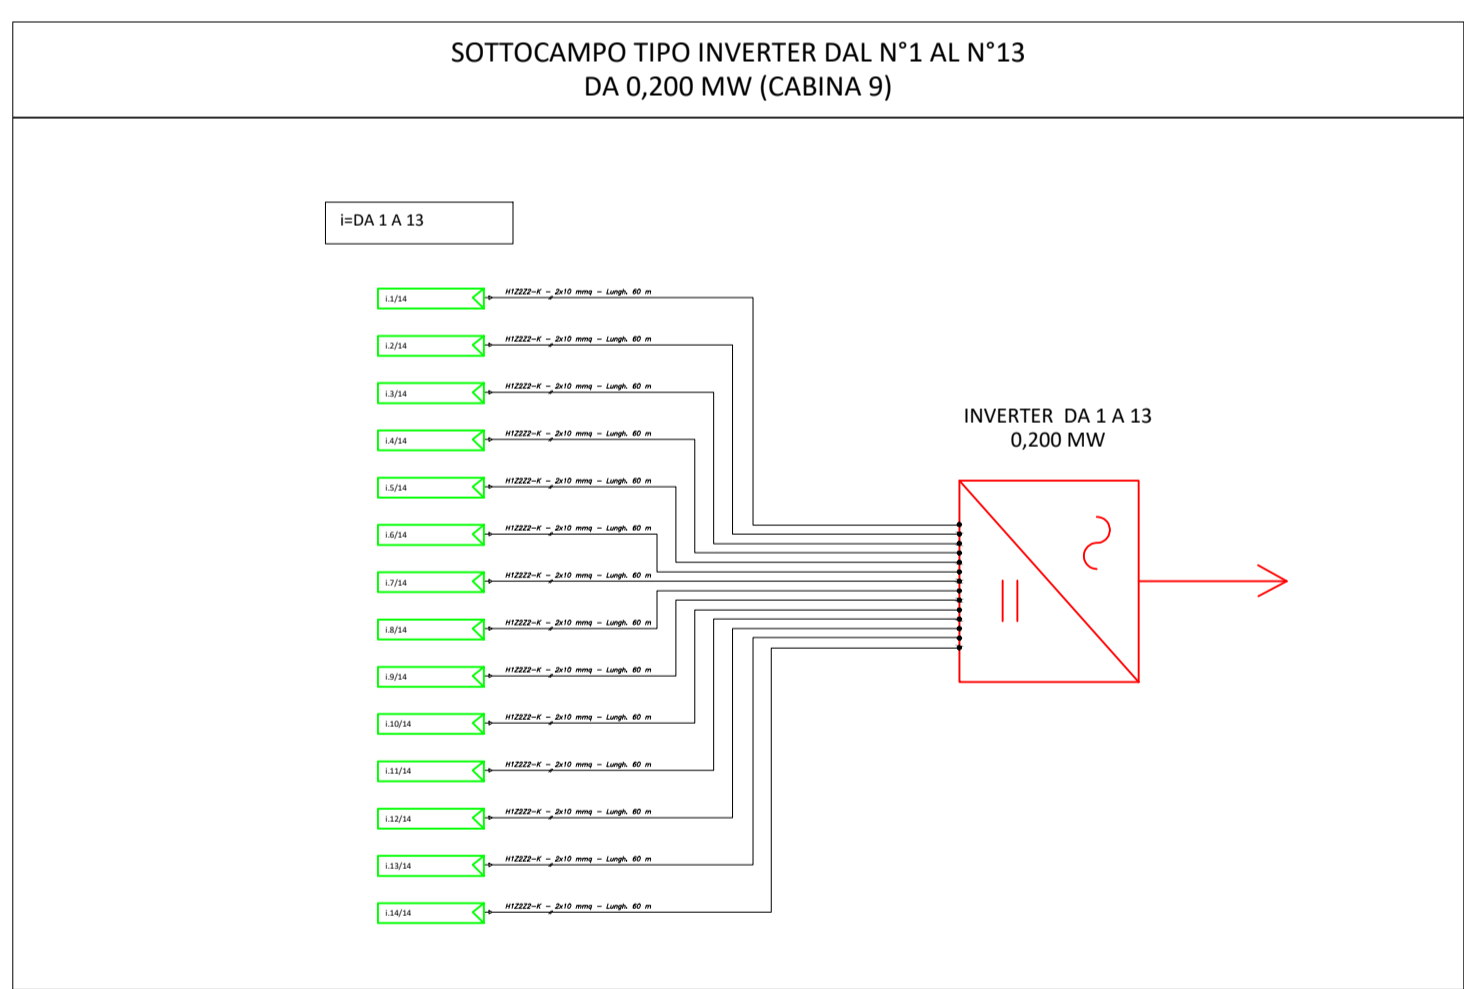 SOTTOCAMPO TIPO INVERTER DAL N°1 AL N°13
DA 0,200 MW (CABINA 9)
i=DA 1 A 13
i.1/14 H1Z2Z2-K - 2x10 mmq - Lungh. 60 m
i.2/14 H1Z2Z2-K - 2x10 mmq - Lungh. 60 m
i.3/14 H1Z2Z2-K - 2x10 mmq - Lungh. 60 m
INVERTER DA 1 A 13
0,200 MW
i.4/14 H1Z2Z2-K - 2x10 mmq - Lungh. 60 m
i.5/14 H1Z2Z2-K - 2x10 mmq - Lungh. 60 m
i.6/14 H1Z2Z2-K - 2x10 mmq - Lungh. 60 m
i.7/14 H1Z2Z2-K - 2x10 mmq - Lungh. 60 m
i.8/14 H1Z2Z2-K - 2x10 mmq - Lungh. 60 m
i.9/14 H1Z2Z2-K - 2x10 mmq - Lungh. 60 m
i.10/14 H1Z2Z2-K - 2x10 mmq - Lungh. 60 m
i.11/14 H1Z2Z2-K - 2x10 mmq - Lungh. 60 m
i.12/14 H1Z2Z2-K - 2x10 mmq - Lungh. 60 m
i.13/14 H1Z2Z2-K - 2x10 mmq - Lungh. 60 m
i.14/14 H1Z2Z2-K - 2x10 mmq - Lungh. 60 m